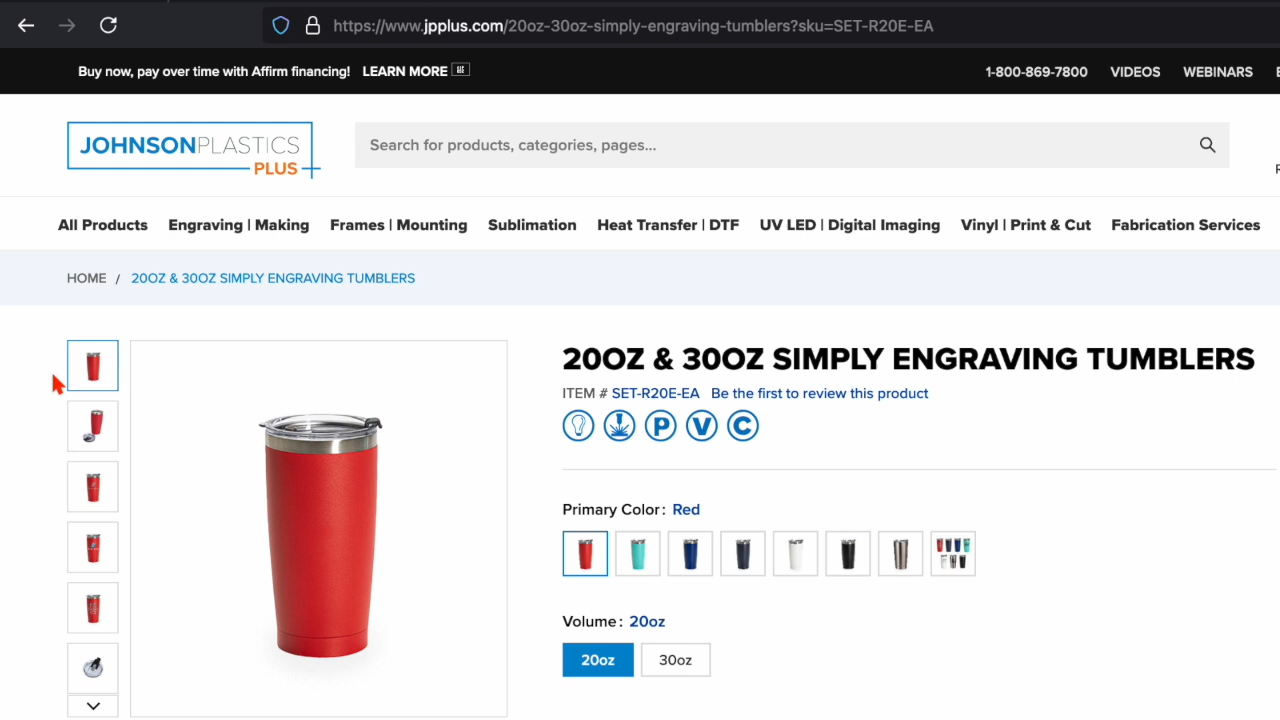 https://www.jpplus.com/20oz-30oz-simply-engraving-tumblers?sku=SET-R20E-EA
Buy now, pay over time with Affirm financing! LEARN MORE
1-800-869-7800 VIDEOS WEBINARS
JOHNSONPLASTICS
PLUS
Search for products, categories, pages...
All Products Engraving | Making Frames | Mounting Sublimation Heat Transfer | DTF UV LED | Digital Imaging Vinyl | Print & Cut Fabrication Services
HOME / 20OZ & 30OZ SIMPLY ENGRAVING TUMBLERS
20OZ & 30OZ SIMPLY ENGRAVING TUMBLERS
ITEM # SET-R20E-EA Be the first to review this product
P V C
Primary Color: Red
Volume: 20oz
20oz 30oz